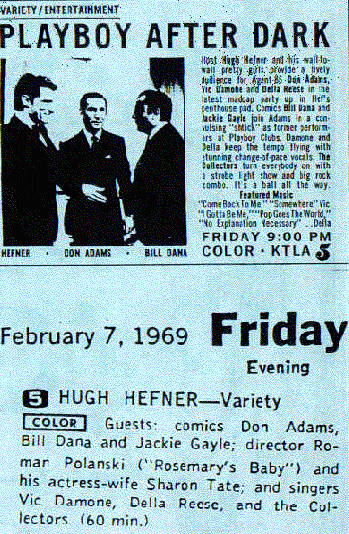 VARIETY / ENTERTAINMENT
PLAYBOY AFTER DARK
Host Hugh Hefner and his wall-to-
wall pretty girls, provide a lively
audience for Agent 86 Don Adams,
Vic Damone and Della Reese in the
latest madcap party up in Hef's
penthouse pad. Comics Bill Dana and
Jackie Gayle join Adams in a con-
vulsing "shtick" as former perform-
ers at Playboy Clubs. Damone and
Della keep the tempo flying with
stunning change-of-pace vocals. The
Collectors turn everybody on with
a strobe light show and big rock
combo. It's a ball all the way.
Featured Music
"Come Back To Me" "Somewhere" Vic
"I Gotta Be Me," "Pop Goes The World,"
"No Explanation Necessary" ..Della
HEFNER • DON ADAMS • BILL DANA
FRIDAY 9:00 PM
COLOR • KTLA 5
February 7, 1969 Friday
Evening
5 HUGH HEFNER—Variety
COLOR Guests: comics Don Adams,
Bill Dana and Jackie Gayle; director Ro-
mar Polanski ("Rosemary's Baby") and
his actress-wife Sharon Tate; and singers
Vic Damone, Della Reese, and the Col-
lectors (60 min.)